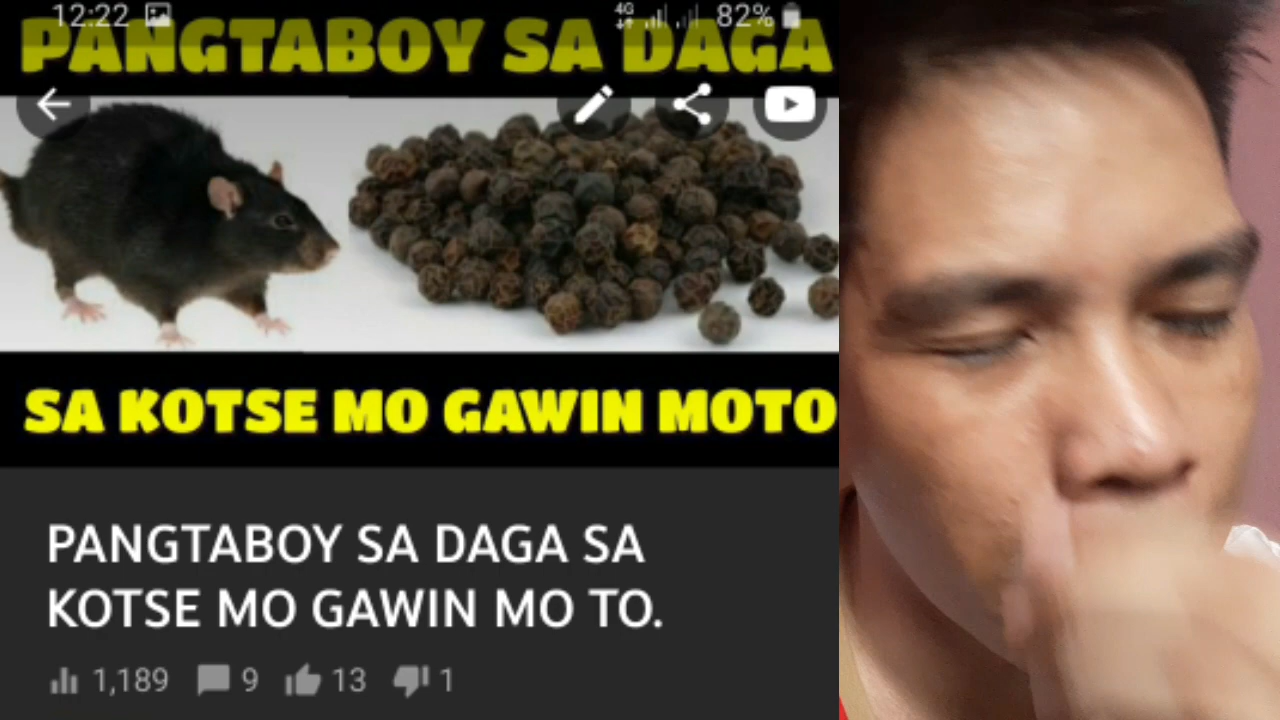 12:22 4G 82%
PANGTABOY SA DAGA
SA KOTSE MO GAWIN MOTO
PANGTABOY SA DAGA SA
KOTSE MO GAWIN MO TO.
1,189 9 13 1